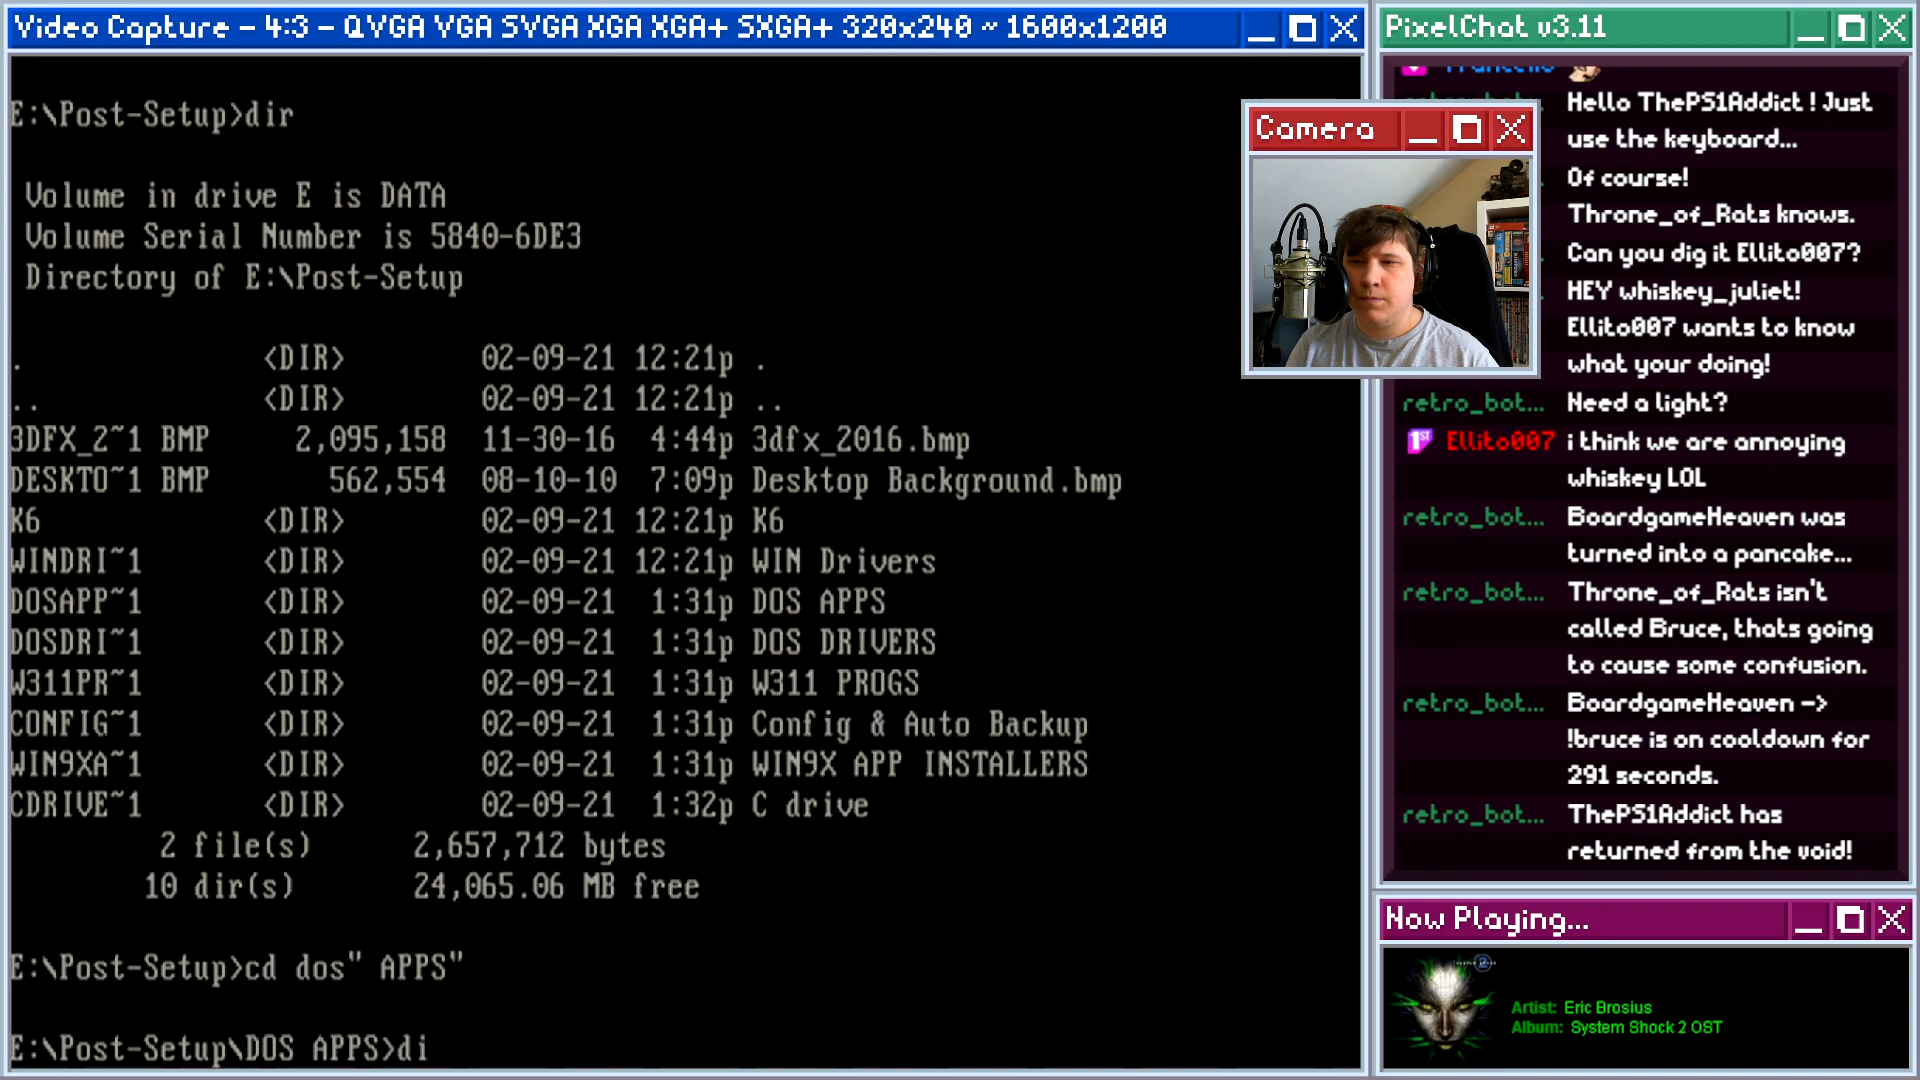 Video Capture - 4:3 - QVGA VGA SVGA XGA XGA+ SXGA+ 320x240 ~ 1600x1200
E:\Post-Setup>dir
Volume in drive E is DATA
Volume Serial Number is 5840-6DE3
Directory of E:\Post-Setup
. <DIR> 02-09-21 12:21p .
.. <DIR> 02-09-21 12:21p ..
3DFX_2~1 BMP 2,095,158 11-30-16 4:44p 3dfx_2016.bmp
DESKTO~1 BMP 562,554 08-10-10 7:09p Desktop Background.bmp
K6 <DIR> 02-09-21 12:21p K6
WINDRI~1 <DIR> 02-09-21 12:21p WIN Drivers
DOSAPP~1 <DIR> 02-09-21 1:31p DOS APPS
DOSDRI~1 <DIR> 02-09-21 1:31p DOS DRIVERS
W311PR~1 <DIR> 02-09-21 1:31p W311 PROGS
CONFIG~1 <DIR> 02-09-21 1:31p Config & Auto Backup
WIN9XA~1 <DIR> 02-09-21 1:31p WIN9X APP INSTALLERS
CDRIVE~1 <DIR> 02-09-21 1:32p C drive
2 file(s) 2,657,712 bytes
10 dir(s) 24,065.06 MB free
E:\Post-Setup>cd dos" APPS"
E:\Post-Setup\DOS APPS>di
Camera
PixelChat v3.11
Hello ThePS1Addict ! Just
use the keyboard...
Of course!
Throne_of_Rats knows.
Can you dig it Ellito007?
HEY whiskey_juliet!
Ellito007 wants to know
what your doing!
retro_bot... Need a light?
1ST Ellito007 i think we are annoying
whiskey LOL
retro_bot... BoardgameHeaven was
turned into a pancake...
retro_bot... Throne_of_Rats isn't
called Bruce, thats going
to cause some confusion.
retro_bot... BoardgameHeaven ->
!bruce is on cooldown for
291 seconds.
retro_bot... ThePS1Addict has
returned from the void!
Now Playing...
Artist: Eric Brosius
Album: System Shock 2 OST